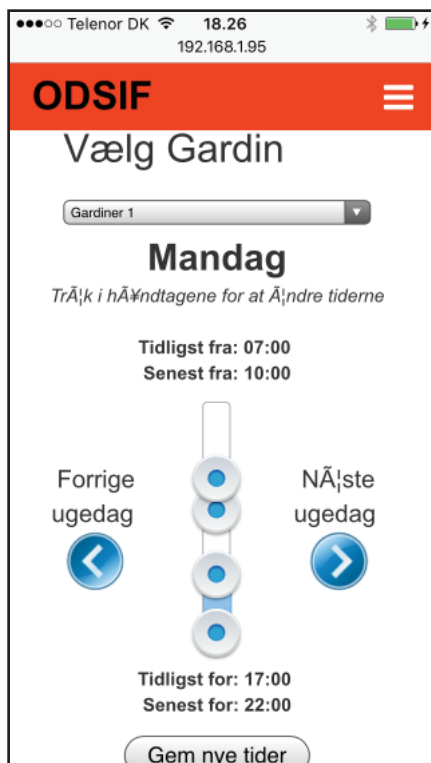 Telenor DK 18.26
192.168.1.95
ODSIF
Vælg Gardin
Gardiner 1
Mandag
TrÃ¦k i hÃ¥ndtagene for at Ã¦ndre tiderne
Tidligst fra: 07:00
Senest fra: 10:00
Forrige
ugedag
NÃ¦ste
ugedag
Tidligst for: 17:00
Senest for: 22:00
Gem nye tider